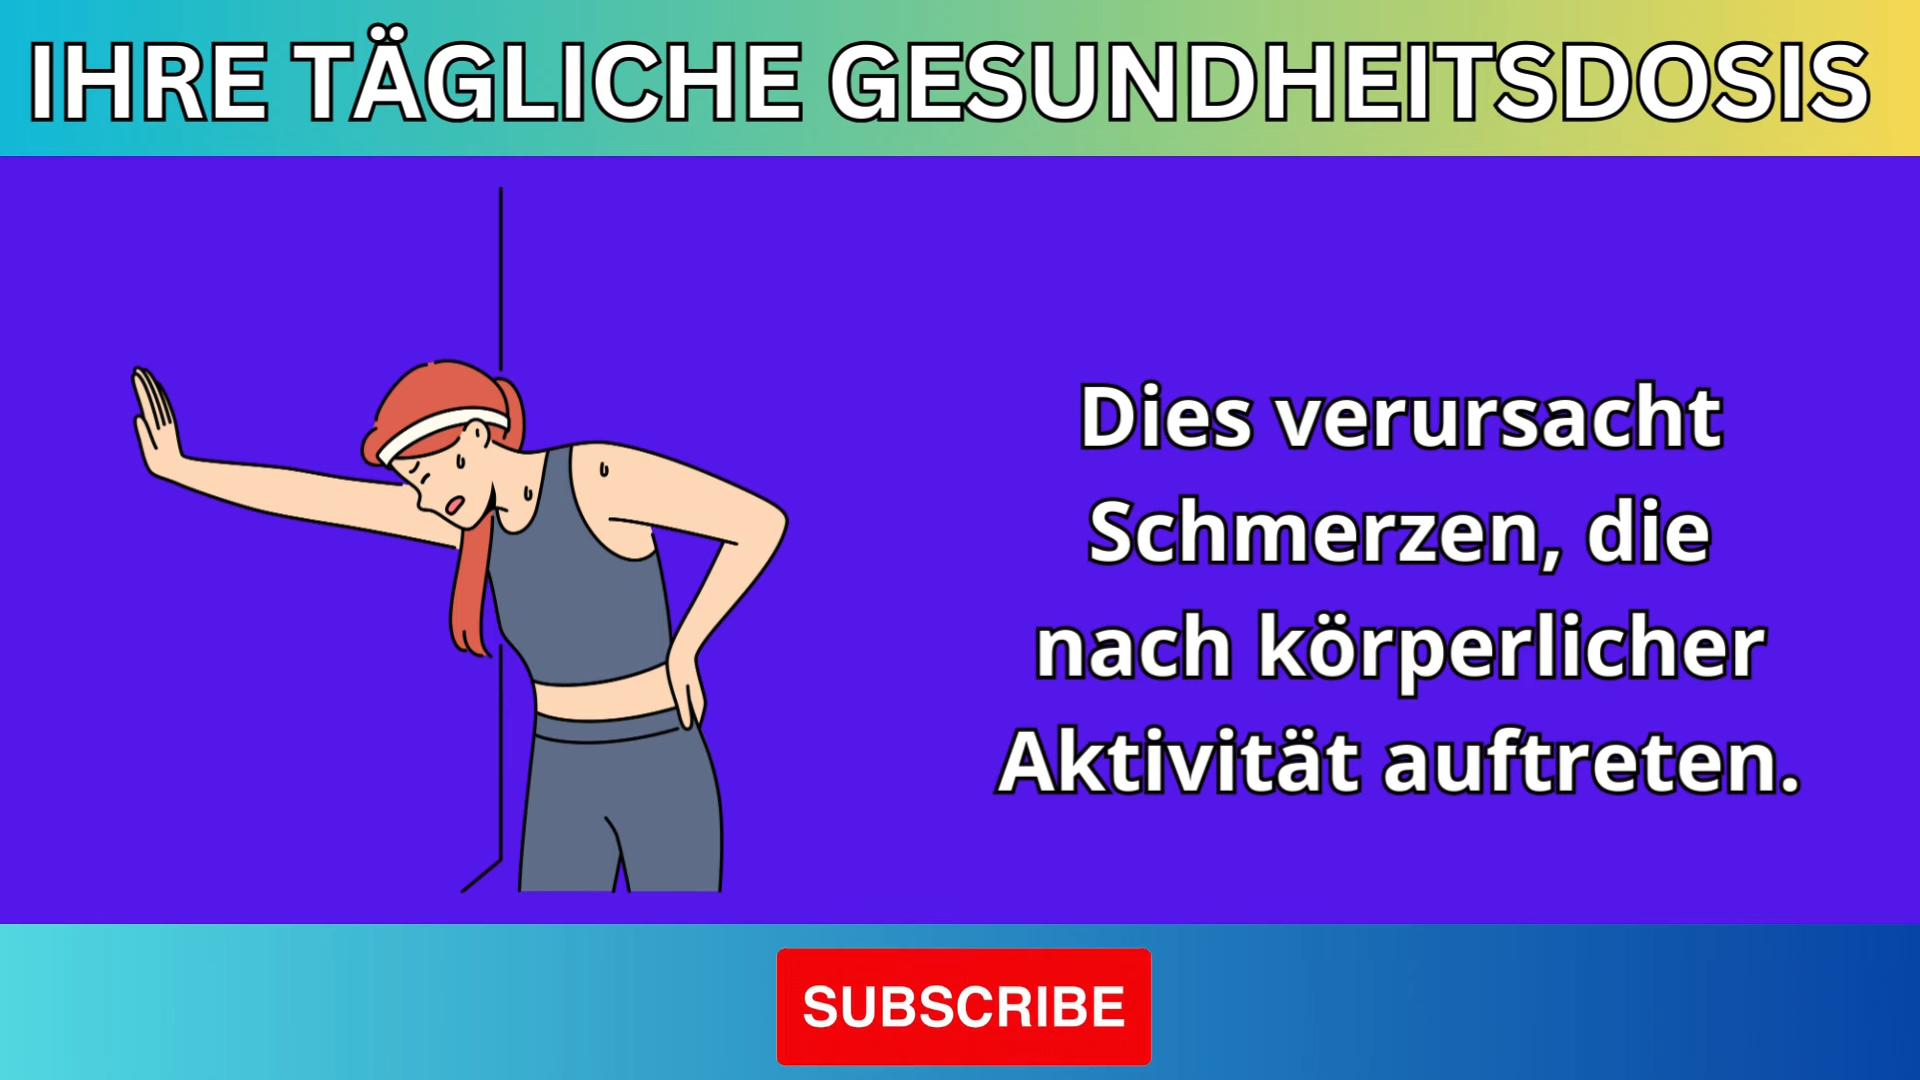 IHRE TÄGLICHE GESUNDHEITSDOSIS
Dies verursacht
Schmerzen, die
nach körperlicher
Aktivität auftreten.
SUBSCRIBE